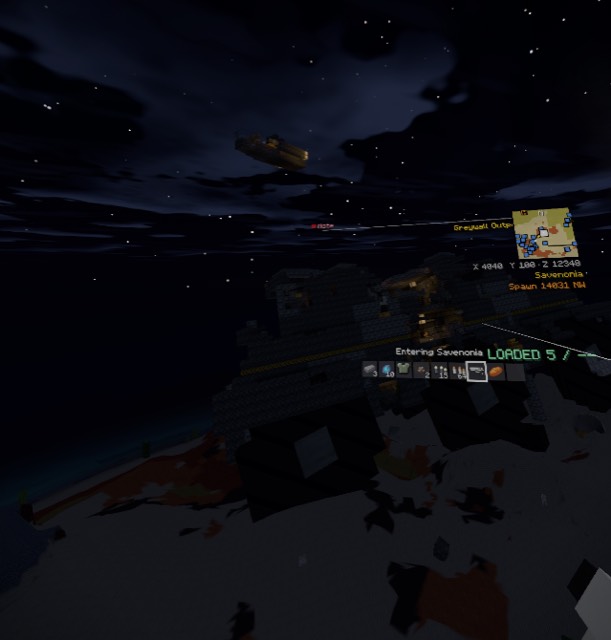 Greywall Outp
X 4040 Y 100 Z 12340
Savenonia
Spawn 14031 NW
Entering Savenonia
LOADED 5 /